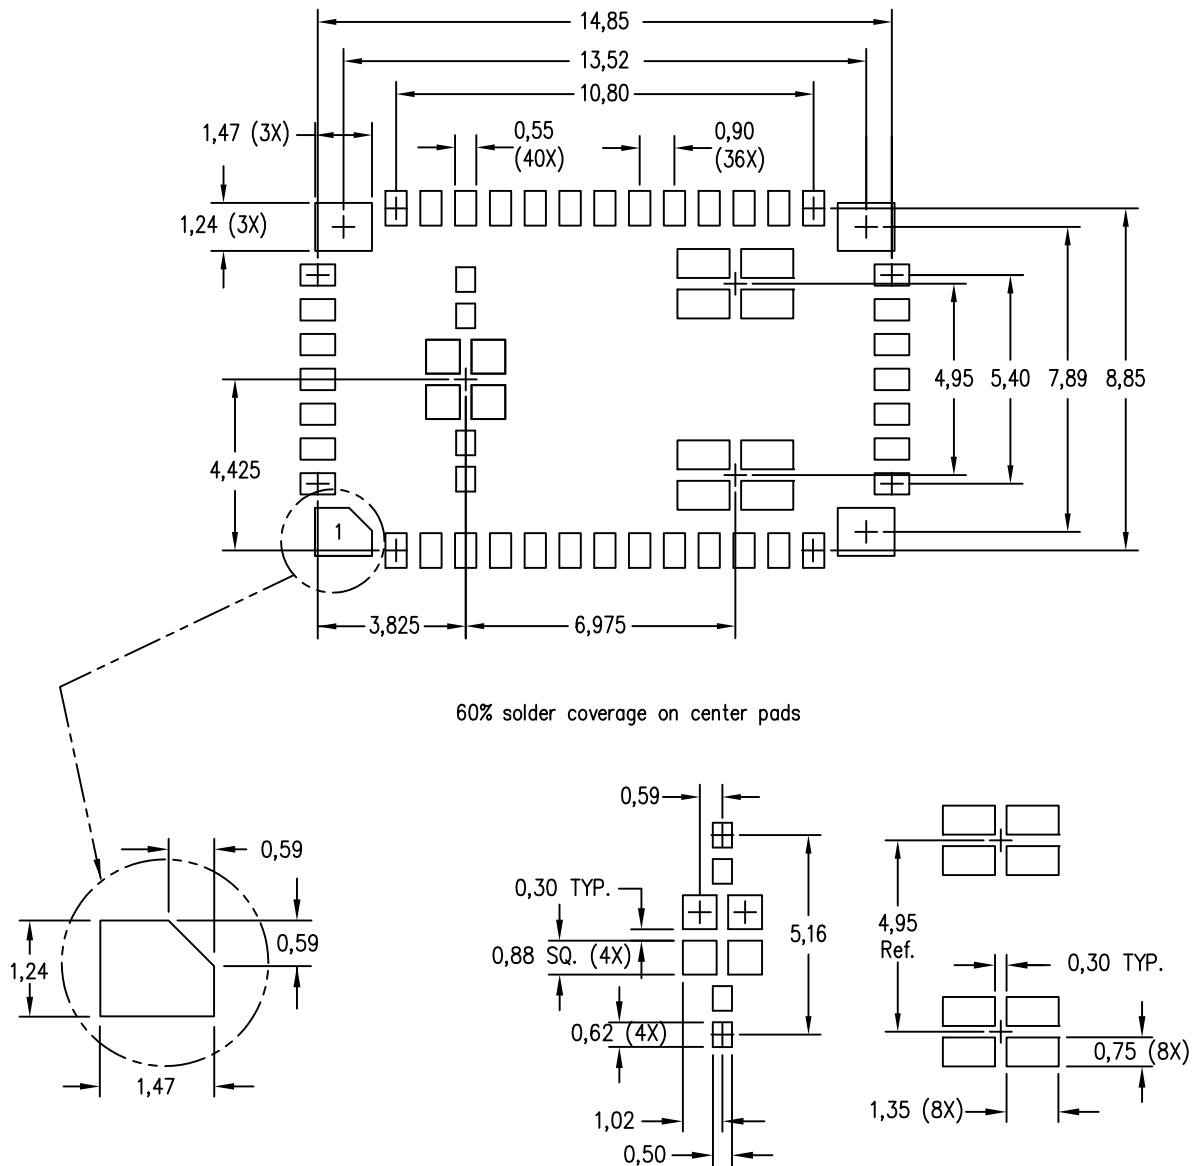 14,85
13,52
10,80
1,47 (3X)
0,55
(40X)
0,90
(36X)
1,24 (3X)
4,95
5,40
7,89
8,85
4,425
1
3,825
6,975
60% solder coverage on center pads
0,59
0,59
0,59
0,30 TYP.
5,16
4,95
Ref.
1,24
0,88 SQ. (4X)
0,30 TYP.
0,62 (4X)
0,75 (8X)
1,47
1,02
1,35 (8X)
0,50